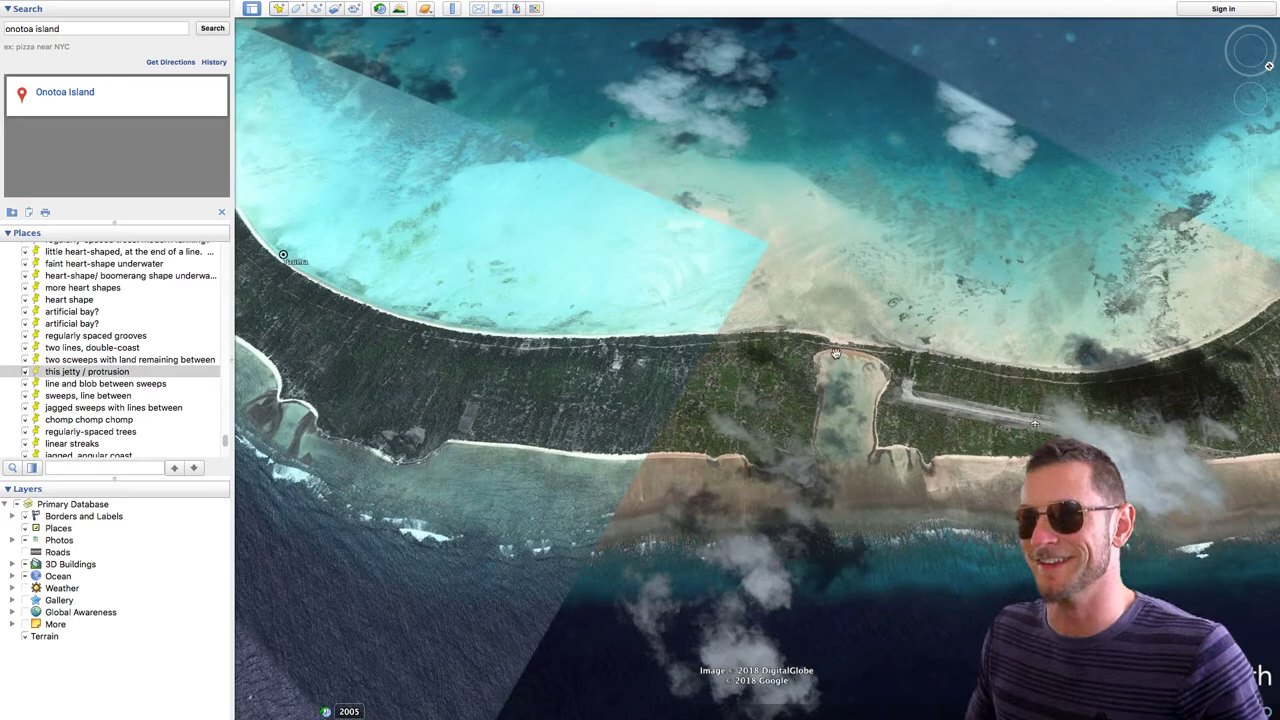 Search
Sign in
onotoa island
Search
ex: pizza near NYC
Get Directions
History
Onotoa Island
Places
little heart-shaped, at the end of a line. ...
faint heart-shape underwater
heart-shape/ boomerang shape underwa...
more heart shapes
heart shape
artificial bay?
artificial bay?
regularly spaced grooves
two lines, double-coast
two scweeps with land remaining between
this jetty / protrusion
line and blob between sweeps
sweeps, line between
jagged sweeps with lines between
chomp chomp chomp
regularly-spaced trees
linear streaks
jagged, angular coast
Layers
Primary Database
Borders and Labels
Places
Photos
Roads
3D Buildings
Ocean
Weather
Gallery
Global Awareness
More
Terrain
Image © 2018 DigitalGlobe
© 2018 Google
2005